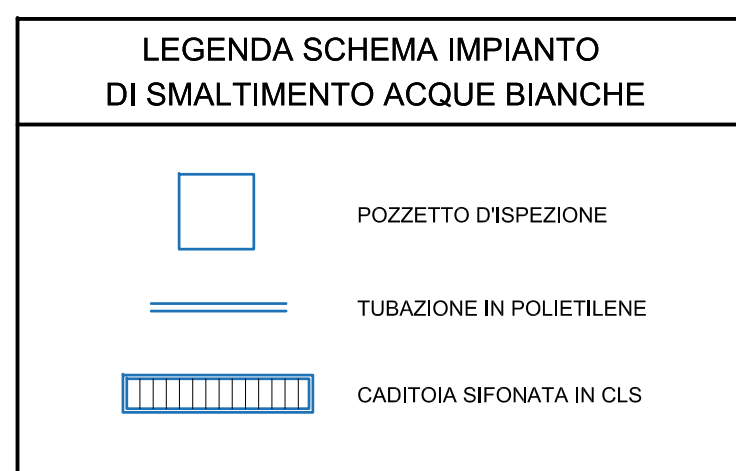 LEGENDA SCHEMA IMPIANTO
DI SMALTIMENTO ACQUE BIANCHE
POZZETTO D'ISPEZIONE
TUBAZIONE IN POLIETILENE
CADITOIA SIFONATA IN CLS